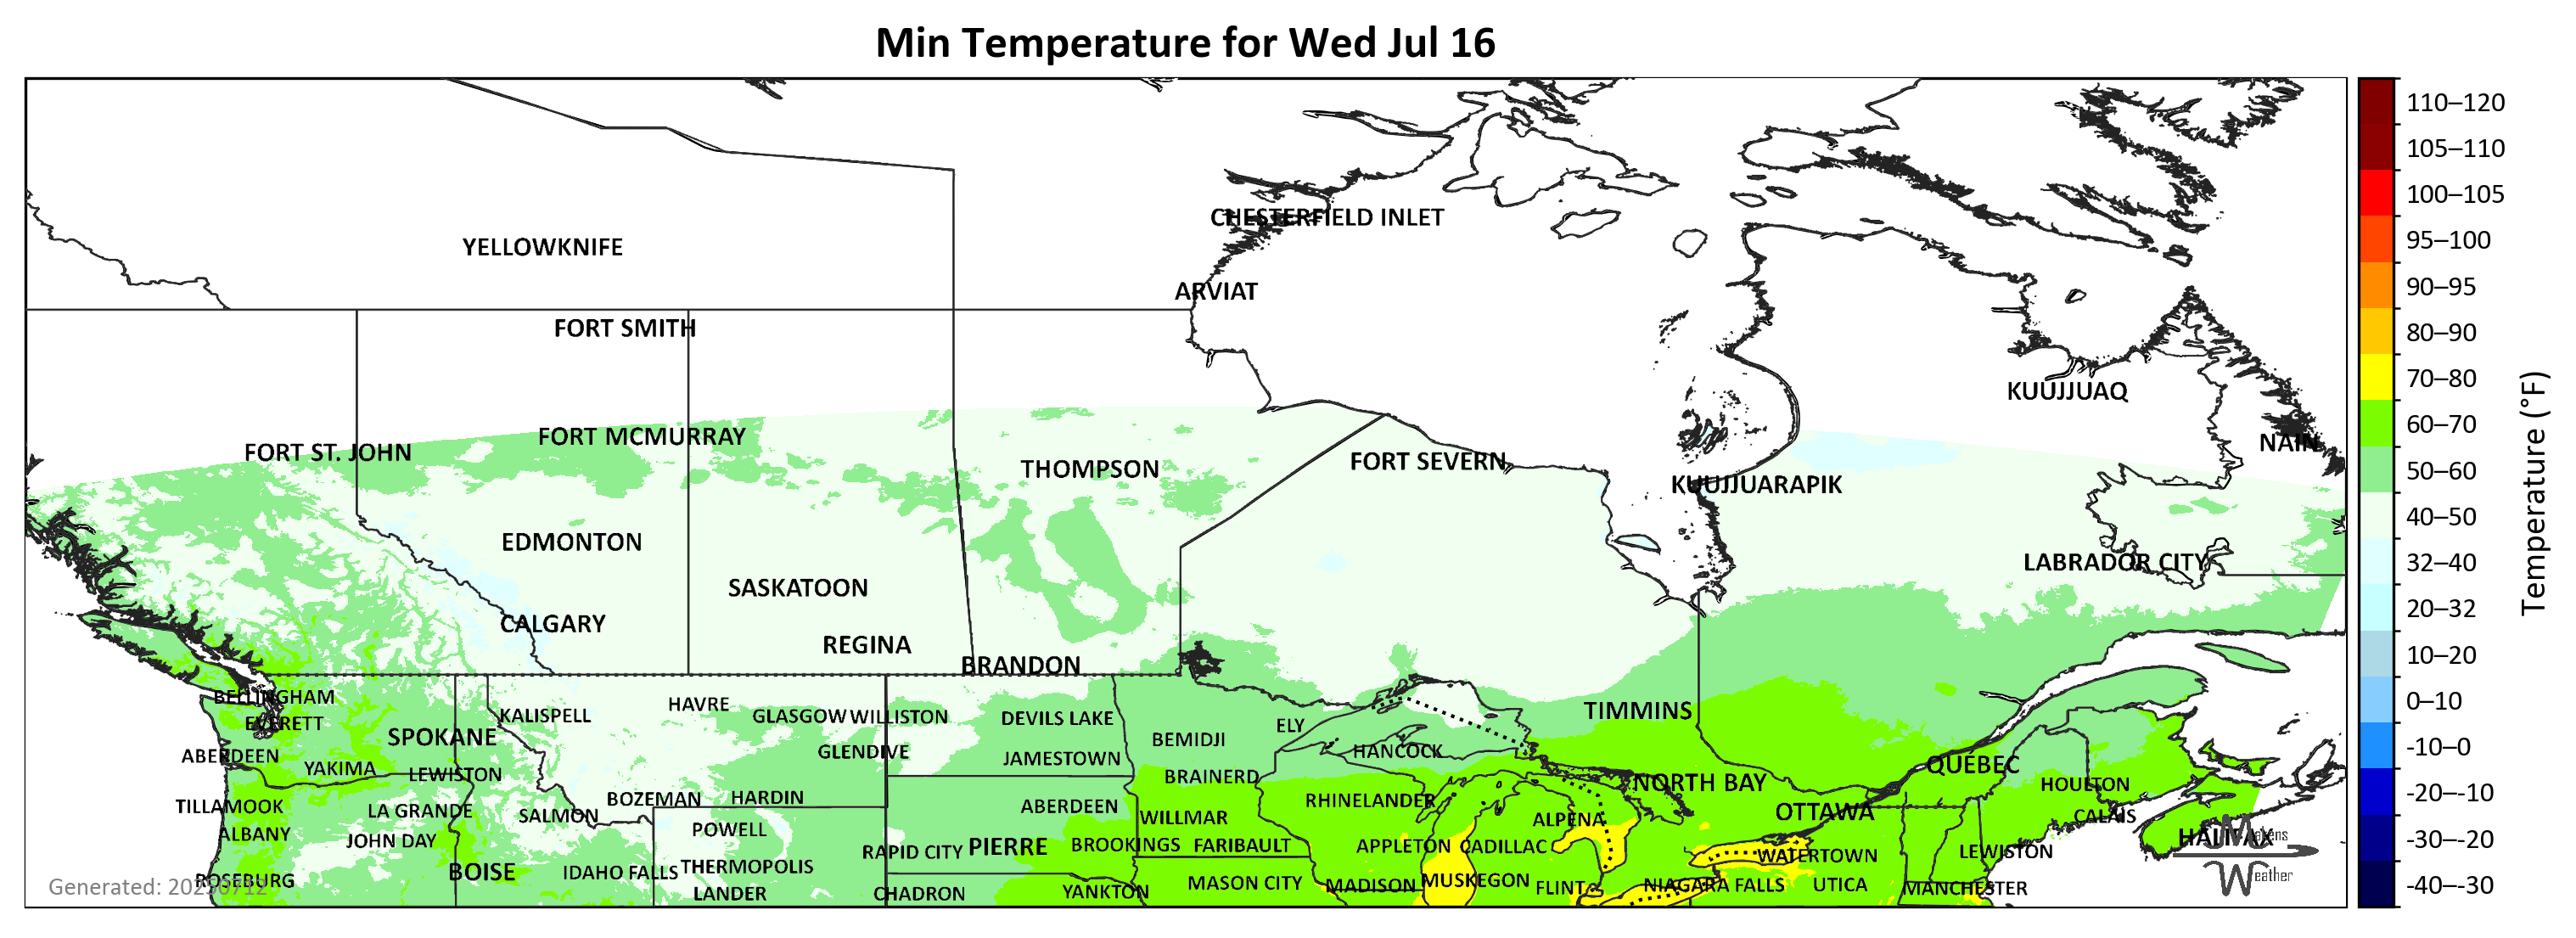 Min Temperature for Wed Jul 16
CHESTERFIELD INLET
YELLOWKNIFE
ARVIAT
FORT SMITH
KUUJJUAQ
FORT MCMURRAY
NAIN
FORT ST. JOHN
FORT SEVERN
THOMPSON
KUUJJUARAPIK
EDMONTON
LABRADOR CITY
SASKATOON
CALGARY
REGINA
BRANDON
BELLINGHAM
HAVRE
KALISPELL
GLASGOW
WILLISTON
DEVILS LAKE
TIMMINS
EVERETT
ELY
SPOKANE
BEMIDJI
HANCOCK
GLENDIVE
ABERDEEN
JAMESTOWN
QUÉBEC
YAKIMA
LEWISTON
BRAINERD
NORTH BAY
HOULTON
BOZEMAN
HARDIN
RHINELANDER
TILLAMOOK
ABERDEEN
LA GRANDE
SALMON
WILLMAR
ALPENA
OTTAWA
CALAIS
POWELL
ALBANY
JOHN DAY
HALIFAX
PIERRE
BROOKINGS
FARIBAULT
APPLETON
CADILLAC
RAPID CITY
LEWISTON
WATERTOWN
THERMOPOLIS
BOISE
IDAHO FALLS
ROSEBURG
MUSKEGON
MASON CITY
MADISON
FLINT
NIAGARA FALLS
UTICA
MANCHESTER
LANDER
CHADRON
YANKTON
Generated: 20250712
Makens
Weather
110–120
105–110
100–105
95–100
90–95
80–90
70–80
60–70
50–60
40–50
32–40
20–32
10–20
0–10
-10–0
-20–-10
-30–-20
-40–-30
Temperature (°F)